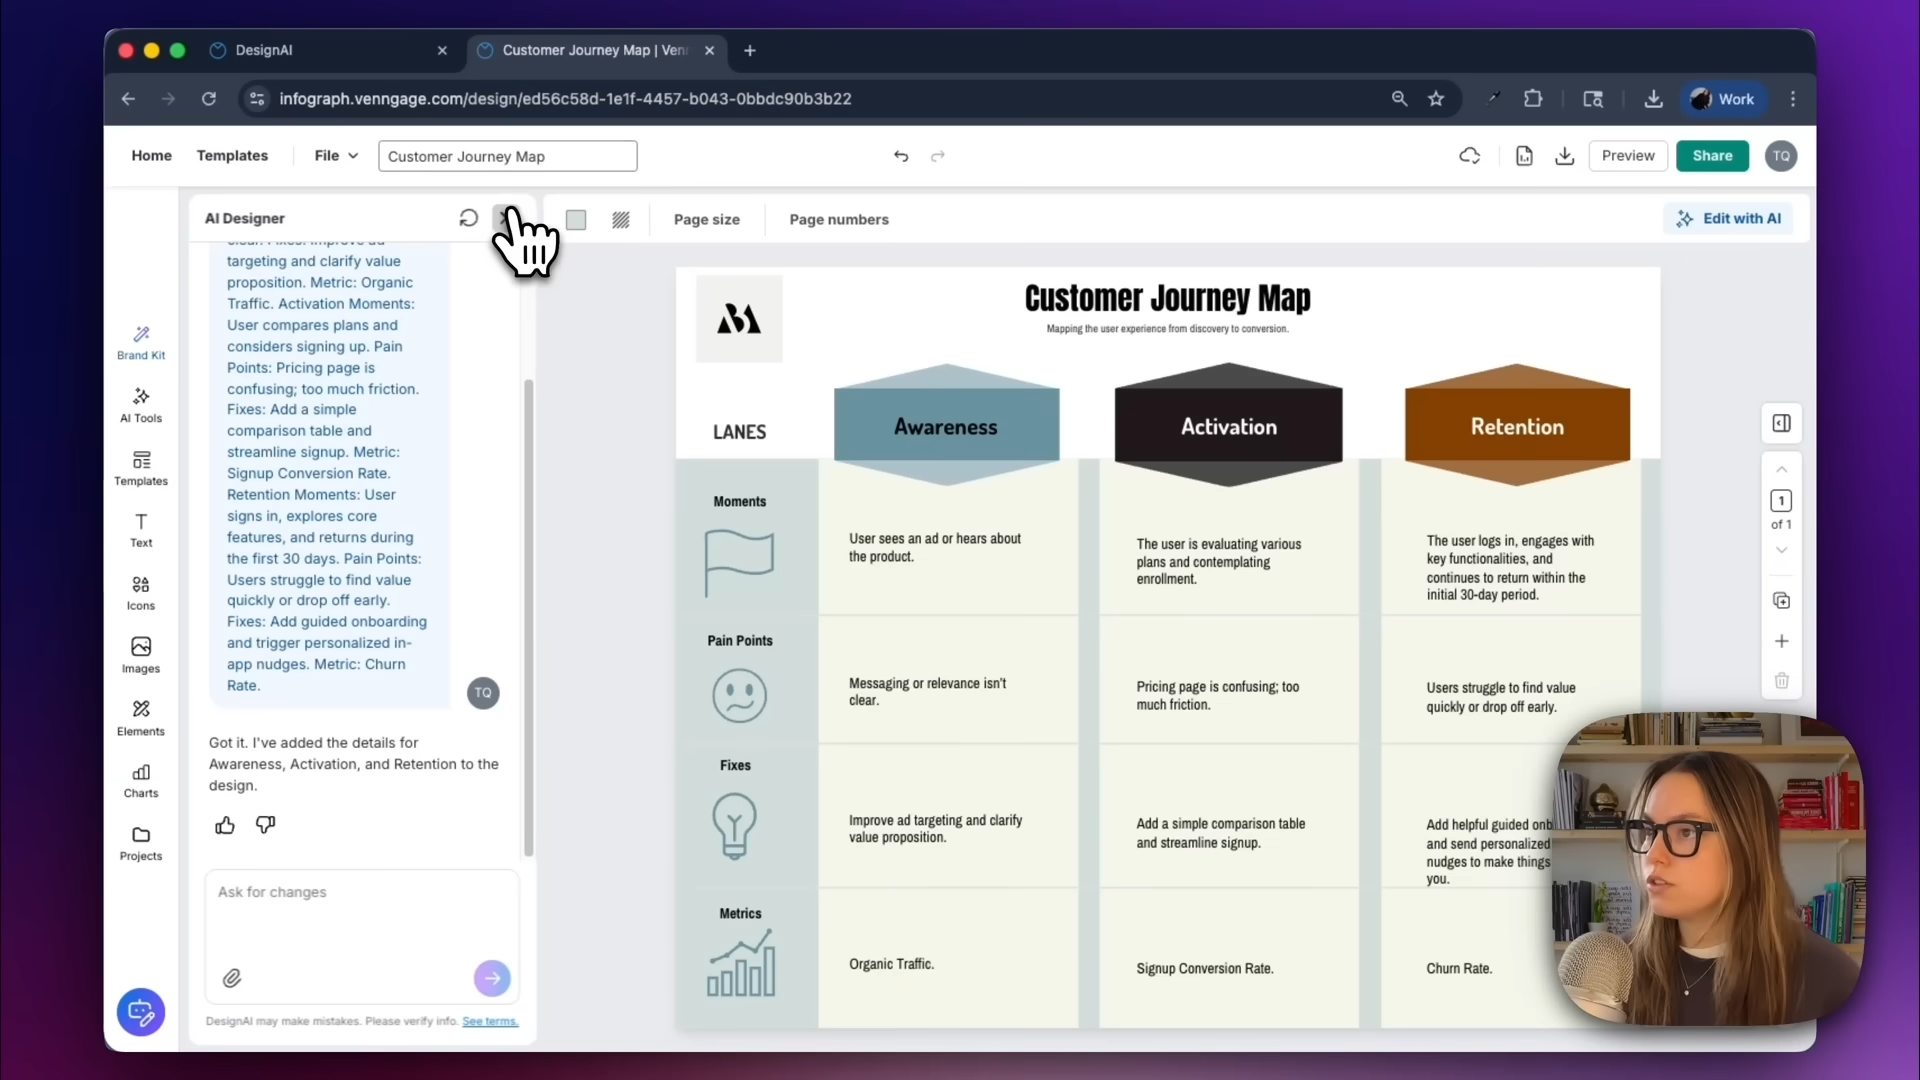 DesignAI
Customer Journey Map | Ven
infograph.venngage.com/design/ed56c58d-1e1f-4457-b043-0bbdc90b3b22
Work
Home
Templates
File
Customer Journey Map
Preview
Share
TQ
AI Designer
Page size
Page numbers
Edit with AI
Brand Kit
AI Tools
Templates
Text
Icons
Images
Elements
Charts
Projects
clear. Fixes: Improve ad
targeting and clarify value
proposition. Metric: Organic
Traffic. Activation Moments:
User compares plans and
considers signing up. Pain
Points: Pricing page is
confusing; too much friction.
Fixes: Add a simple
comparison table and
streamline signup. Metric:
Signup Conversion Rate.
Retention Moments: User
signs in, explores core
features, and returns during
the first 30 days. Pain Points:
Users struggle to find value
quickly or drop off early.
Fixes: Add guided onboarding
and trigger personalized in-
app nudges. Metric: Churn
Rate.
TQ
Got it. I've added the details for
Awareness, Activation, and Retention to the
design.
Ask for changes
DesignAI may make mistakes. Please verify info. See terms.
Customer Journey Map
Mapping the user experience from discovery to conversion.
LANES
Awareness
Activation
Retention
Moments
User sees an ad or hears about
the product.
The user is evaluating various
plans and contemplating
enrollment.
The user logs in, engages with
key functionalities, and
continues to return within the
initial 30-day period.
Pain Points
Messaging or relevance isn't
clear.
Pricing page is confusing; too
much friction.
Users struggle to find value
quickly or drop off early.
Fixes
Improve ad targeting and clarify
value proposition.
Add a simple comparison table
and streamline signup.
Add helpful guided onb
and send personalized
nudges to make things
you.
Metrics
Organic Traffic.
Signup Conversion Rate.
Churn Rate.
1
of 1